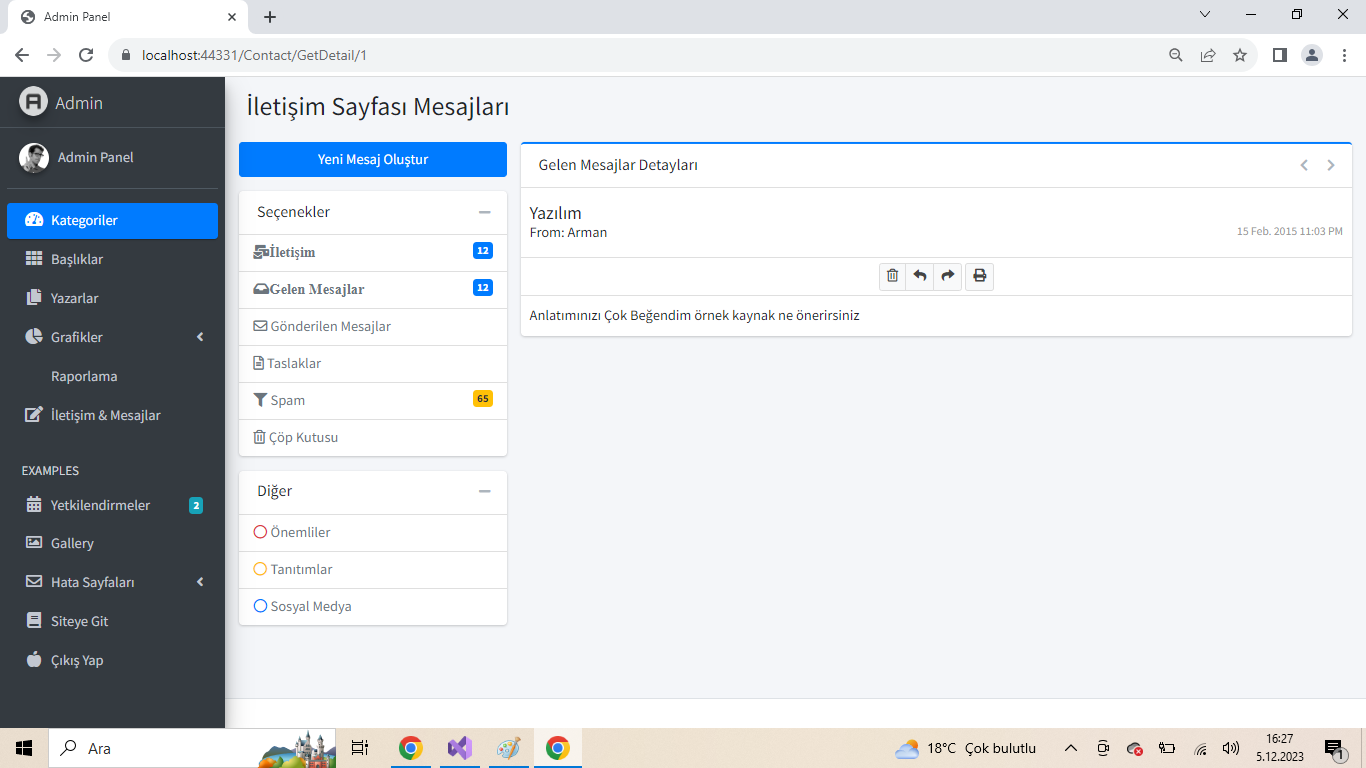 Admin Panel
localhost:44331/Contact/GetDetail/1
Admin
Admin Panel
Kategoriler
Başlıklar
Yazarlar
Grafikler
Raporlama
İletişim & Mesajlar
EXAMPLES
Yetkilendirmeler 2
Gallery
Hata Sayfaları
Siteye Git
Çıkış Yap
İletişim Sayfası Mesajları
Yeni Mesaj Oluştur
Seçenekler
İletişim 12
Gelen Mesajlar 12
Gönderilen Mesajlar
Taslaklar
Spam 65
Çöp Kutusu
Diğer
Önemliler
Tanıtımlar
Sosyal Medya
Gelen Mesajlar Detayları
Yazılım
From: Arman 15 Feb. 2015 11:03 PM
Anlatımınızı Çok Beğendim örnek kaynak ne önerirsiniz
Ara
18°C Çok bulutlu
16:27
5.12.2023
1